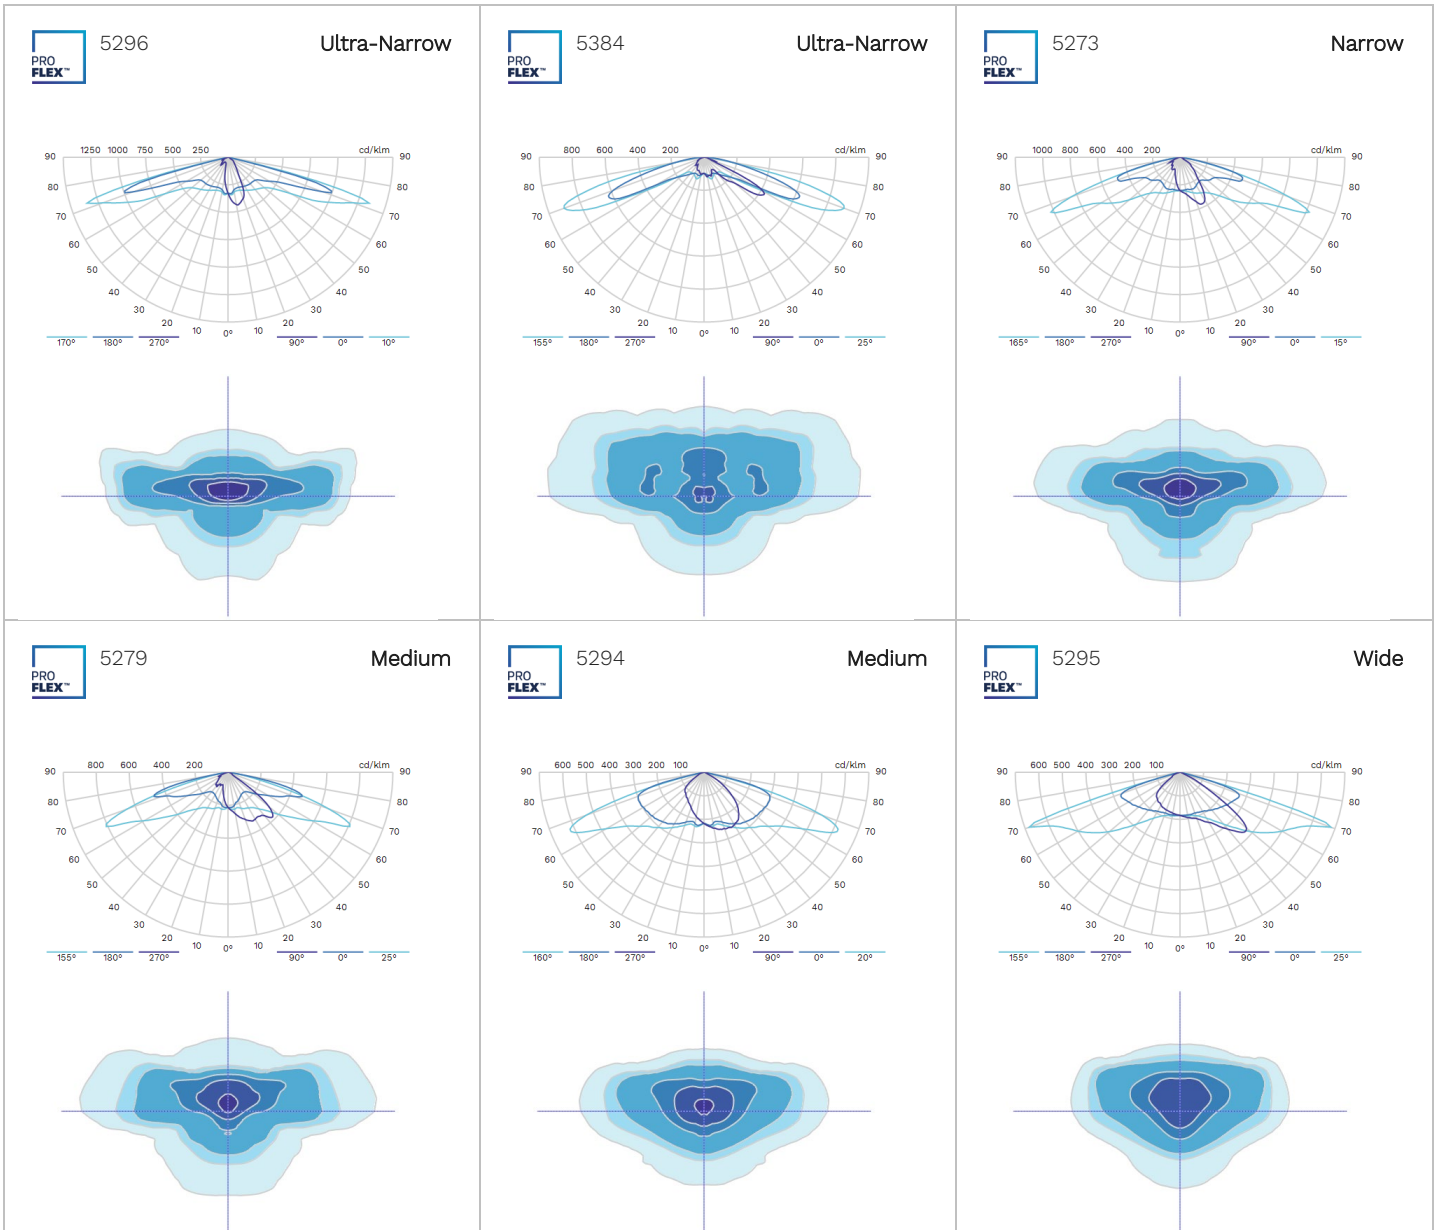 5296 Ultra-Narrow
PRO
FLEX™
90 1250 1000 750 500 250 cd/klm 90
80 80
70 70
60 60
50 50
40 40
30 30
20 10 0° 10 20
170° 180° 270° 90° 0° 10°
5384 Ultra-Narrow
PRO
FLEX™
90 800 600 400 200 cd/klm 90
80 80
70 70
60 60
50 50
40 40
30 30
20 10 0° 10 20
155° 180° 270° 90° 0° 25°
5273 Narrow
PRO
FLEX™
90 1000 800 600 400 200 cd/klm 90
80 80
70 70
60 60
50 50
40 40
30 30
20 10 0° 10 20
165° 180° 270° 90° 0° 15°
5279 Medium
PRO
FLEX™
90 800 600 400 200 cd/klm 90
80 80
70 70
60 60
50 50
40 40
30 30
20 10 0° 10 20
155° 180° 270° 90° 0° 25°
5294 Medium
PRO
FLEX™
90 600 500 400 300 200 100 cd/klm 90
80 80
70 70
60 60
50 50
40 40
30 30
20 10 0° 10 20
160° 180° 270° 90° 0° 20°
5295 Wide
PRO
FLEX™
90 600 500 400 300 200 100 cd/klm 90
80 80
70 70
60 60
50 50
40 40
30 30
20 10 0° 10 20
155° 180° 270° 90° 0° 25°